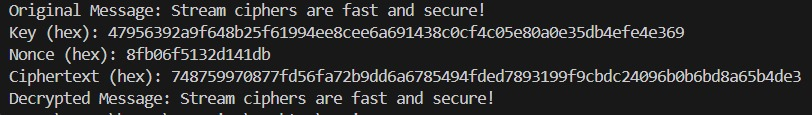 Original Message: Stream ciphers are fast and secure!
Key (hex): 47956392a9f648b25f61994ee8cee6a691438c0cf4c05e80a0e35db4efe4e369
Nonce (hex): 8fb06f5132d141db
Ciphertext (hex): 748759970877fd56fa72b9dd6a6785494fded7893199f9cbdc24096b0b6bd8a65b4de3
Decrypted Message: Stream ciphers are fast and secure!